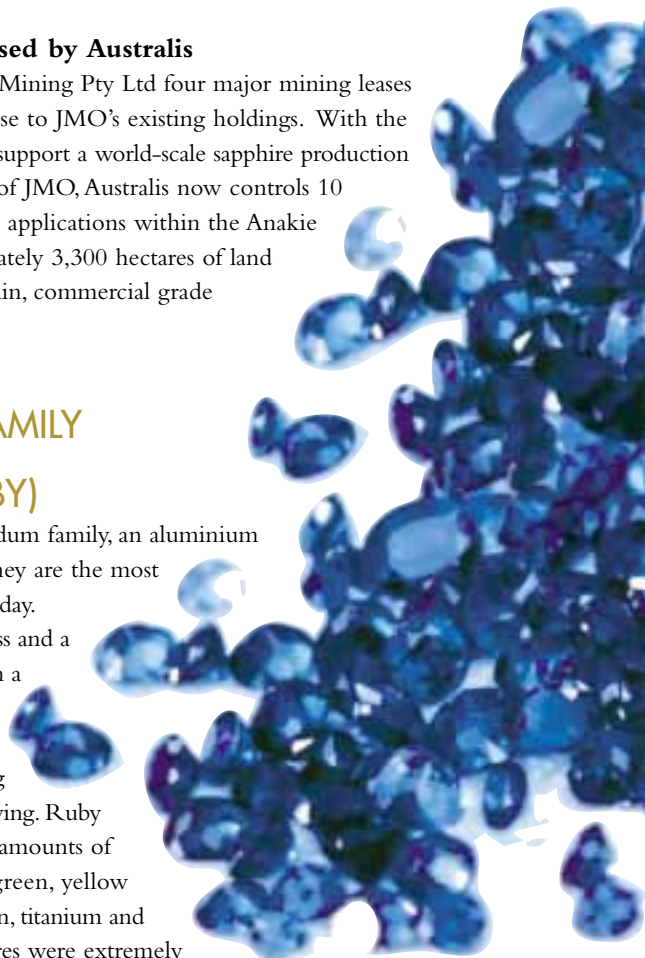 sed by Australis
Mining Pty Ltd four major mining leases
se to JMO’s existing holdings. With the
support a world-scale sapphire production
of JMO, Australis now controls 10
applications within the Anakie
ately 3,300 hectares of land
in, commercial grade
AMILY
BY)
dum family, an aluminium
hey are the most
day.
ss and a
n a
g
ving. Ruby
amounts of
green, yellow
n, titanium and
res were extremely